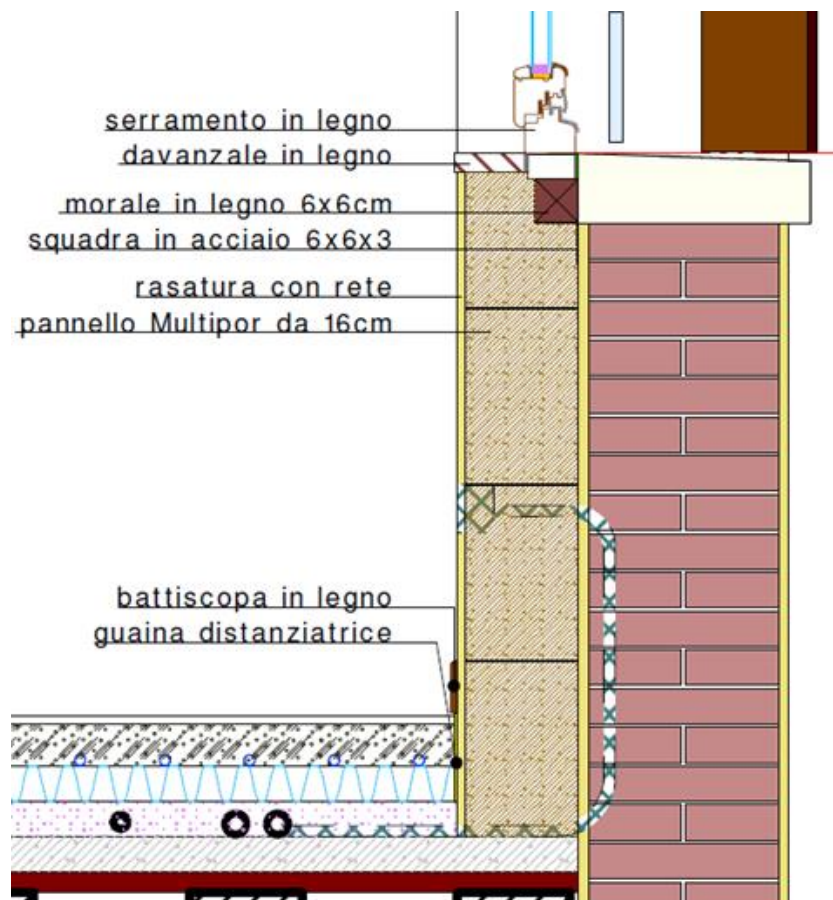 serramento in legno
davanzale in legno
morale in legno 6x6cm
squadra in acciaio 6x6x3
rasatura con rete
pannello Multipor da 16cm
battiscopa in legno
guaina distanziatrice